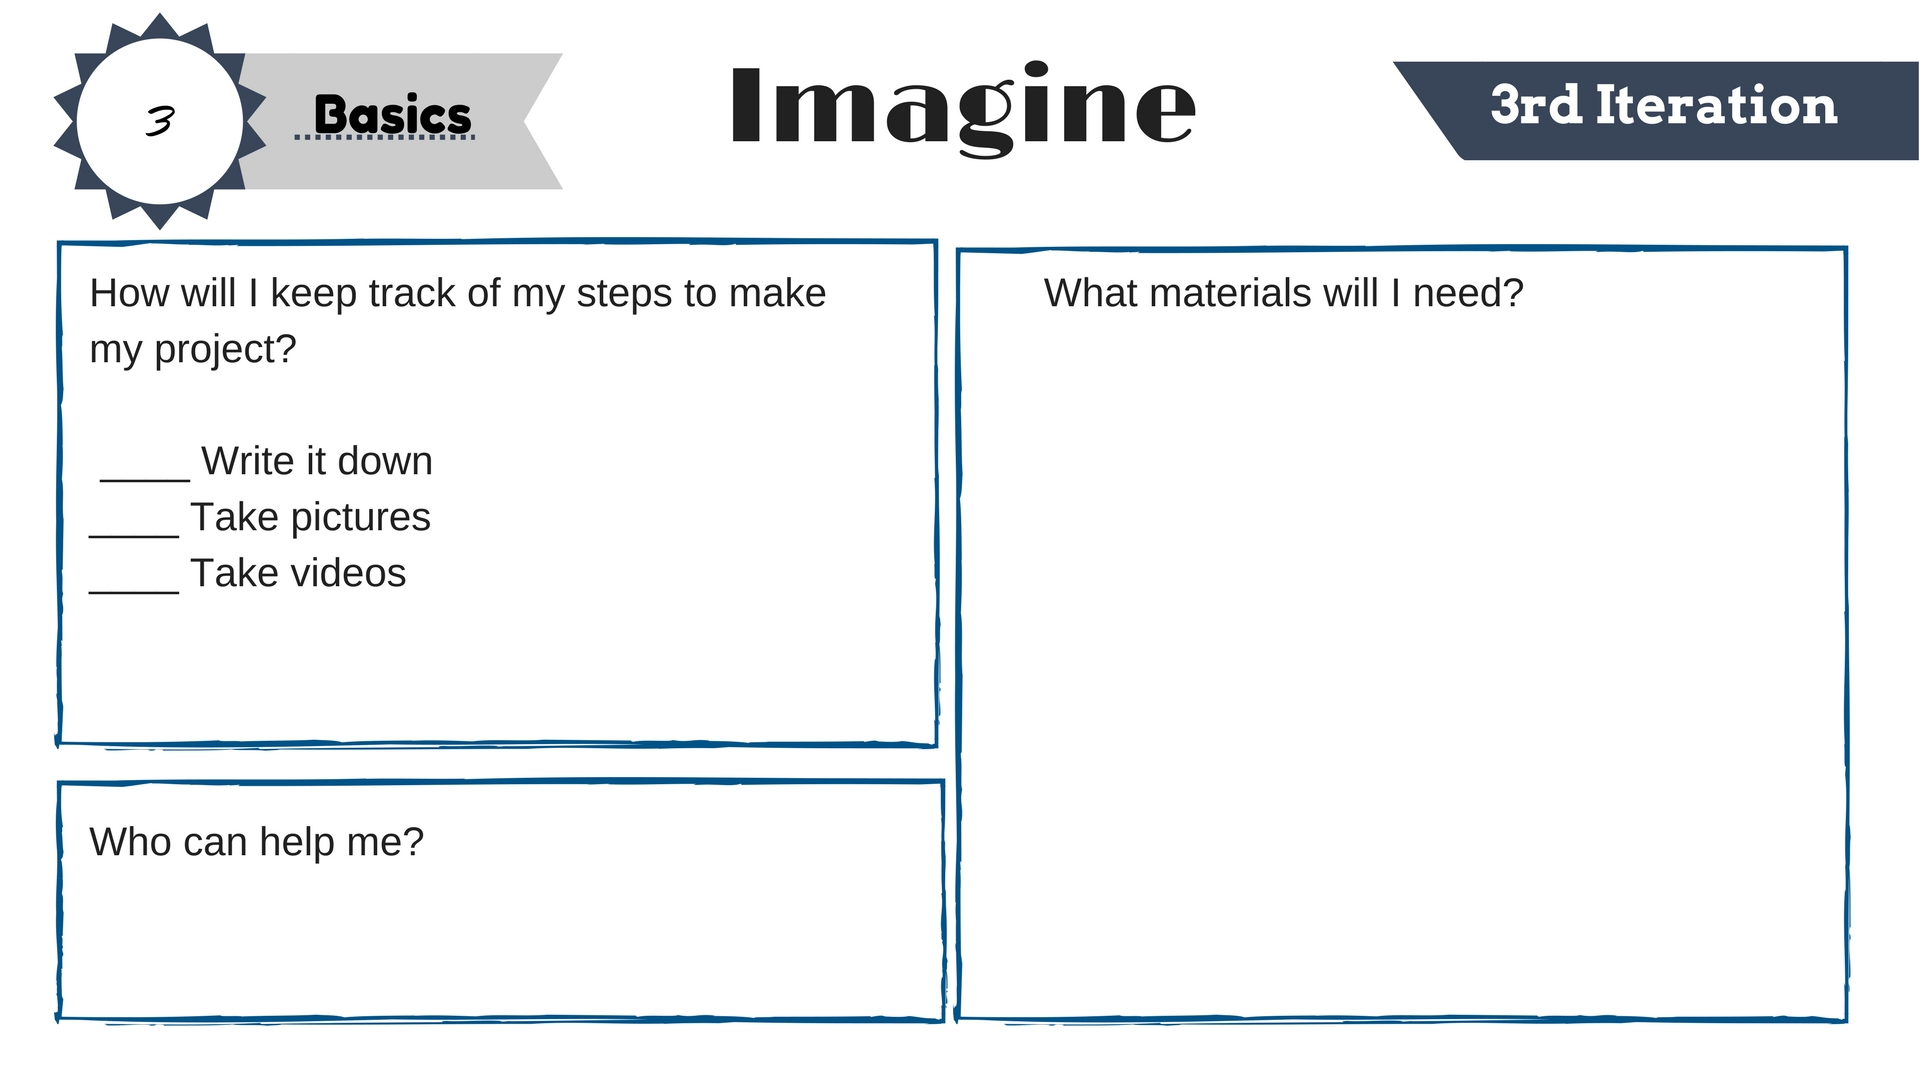 3
Basics
Imagine
3rd Iteration
How will I keep track of my steps to make
my project?
____ Write it down
____ Take pictures
____ Take videos
Who can help me?
What materials will I need?